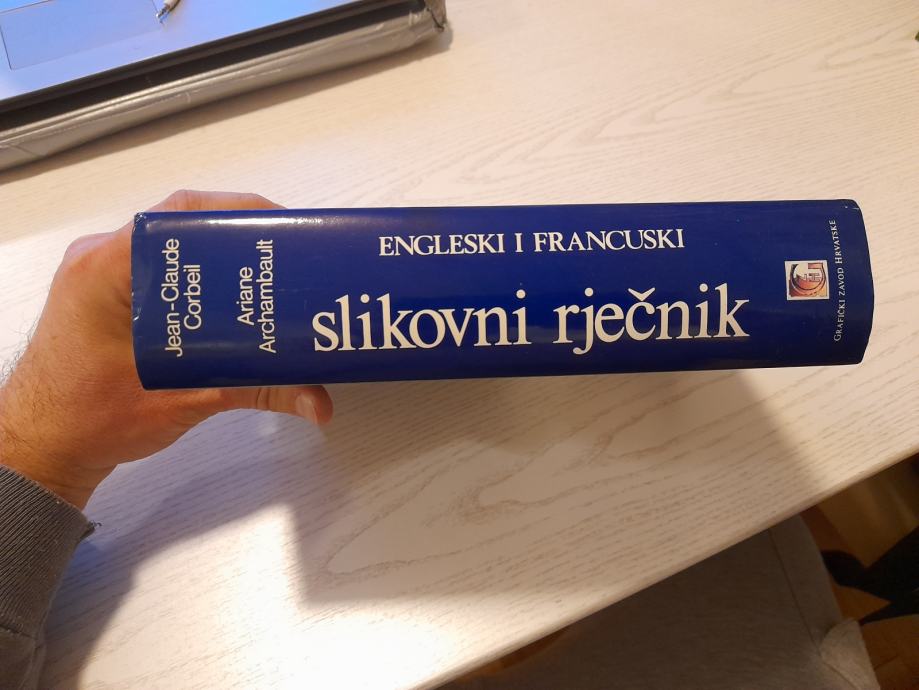 Jean-Claude
Corbeil
Ariane
Archambault
ENGLESKI I FRANCUSKI
slikovni rječnik
GRAFIČKI ZAVOD HRVATSKE